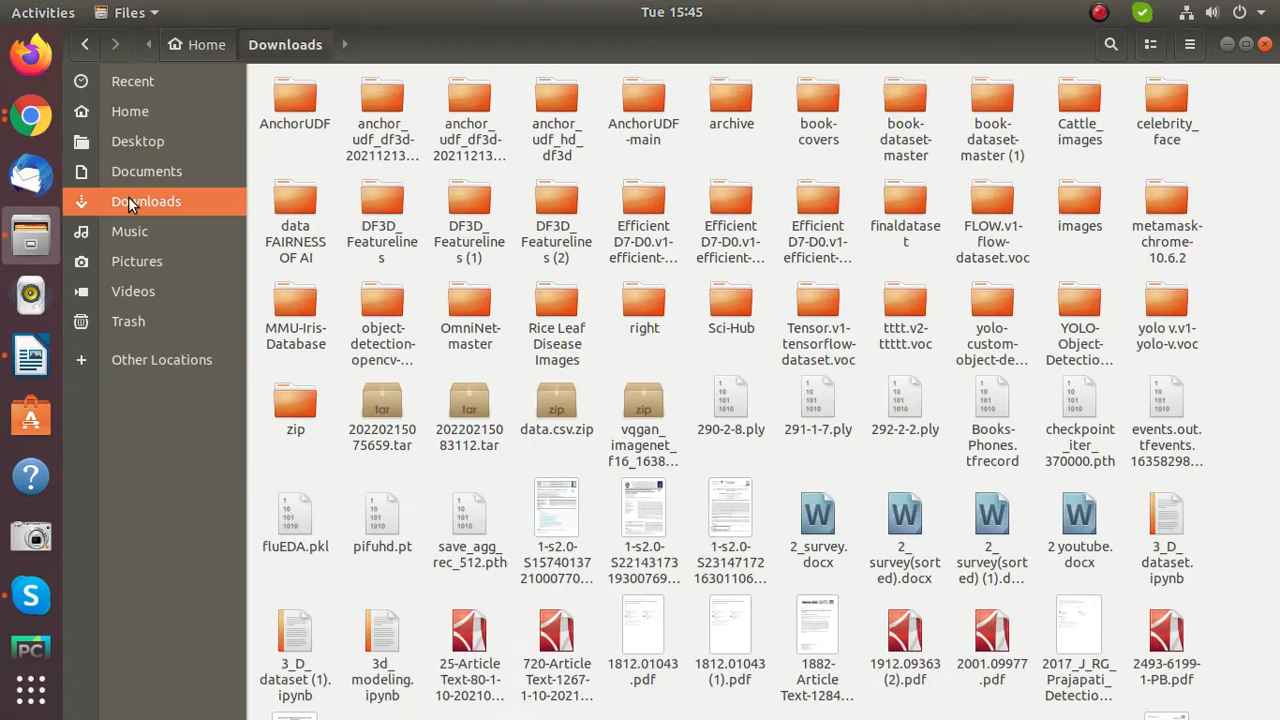 Activities
Files
Tue 15:45
Home
Downloads
Recent
Home
Desktop
Documents
Downloads
Music
Pictures
Videos
Trash
Other Locations
AnchorUDF
anchor_
udf_df3d-
20211213...
anchor_
udf_df3d-
20211213...
anchor_
udf_hd_
df3d
AnchorUDF
-main
archive
book-
covers
book-
dataset-
master
book-
dataset-
master (1)
Cattle_
images
celebrity_
face
data
FAIRNESS
OF AI
DF3D_
Featureline
s
DF3D_
Featureline
s (1)
DF3D_
Featureline
s (2)
Efficient
D7-D0.v1-
efficient-...
Efficient
D7-D0.v1-
efficient-...
Efficient
D7-D0.v1-
efficient-...
finaldatase
t
FLOW.v1-
flow-
dataset.voc
images
metamask-
chrome-
10.6.2
MMU-Iris-
Database
object-
detection-
opencv-...
OmniNet-
master
Rice Leaf
Disease
Images
right
Sci-Hub
Tensor.v1-
tensorflow-
dataset.voc
tttt.v2-
ttttt.voc
yolo-
custom-
object-de...
YOLO-
Object-
Detectio...
yolo v.v1-
yolo-v.voc
zip
tar
202202150
75659.tar
tar
202202150
83112.tar
zip
data.csv.zip
zip
vqgan_
imagenet_
f16_1638...
290-2-8.ply
291-1-7.ply
292-2-2.ply
Books-
Phones.
tfrecord
checkpoint
_iter_
370000.pth
events.out.
tfevents.
16358298...
fluEDA.pkl
pifuhd.pt
save_agg_
rec_512.pth
1-s2.0-
S15740137
21000770...
1-s2.0-
S22143173
19300769...
1-s2.0-
S23147172
16301106...
2_survey.
docx
2_
survey(sort
ed).docx
2_
survey(sort
ed) (1).d...
2 youtube.
docx
3_D_
dataset.
ipynb
3_D_
dataset (1).
ipynb
3d_
modeling.
ipynb
25-Article
Text-80-1-
10-20210...
720-Article
Text-1267-
1-10-2021...
1812.01043
.pdf
1812.01043
(1).pdf
1882-
Article
Text-1284...
1912.09363
(2).pdf
2001.09977
.pdf
2017_J_RG_
Prajapati_
Detectio...
2493-6199-
1-PB.pdf